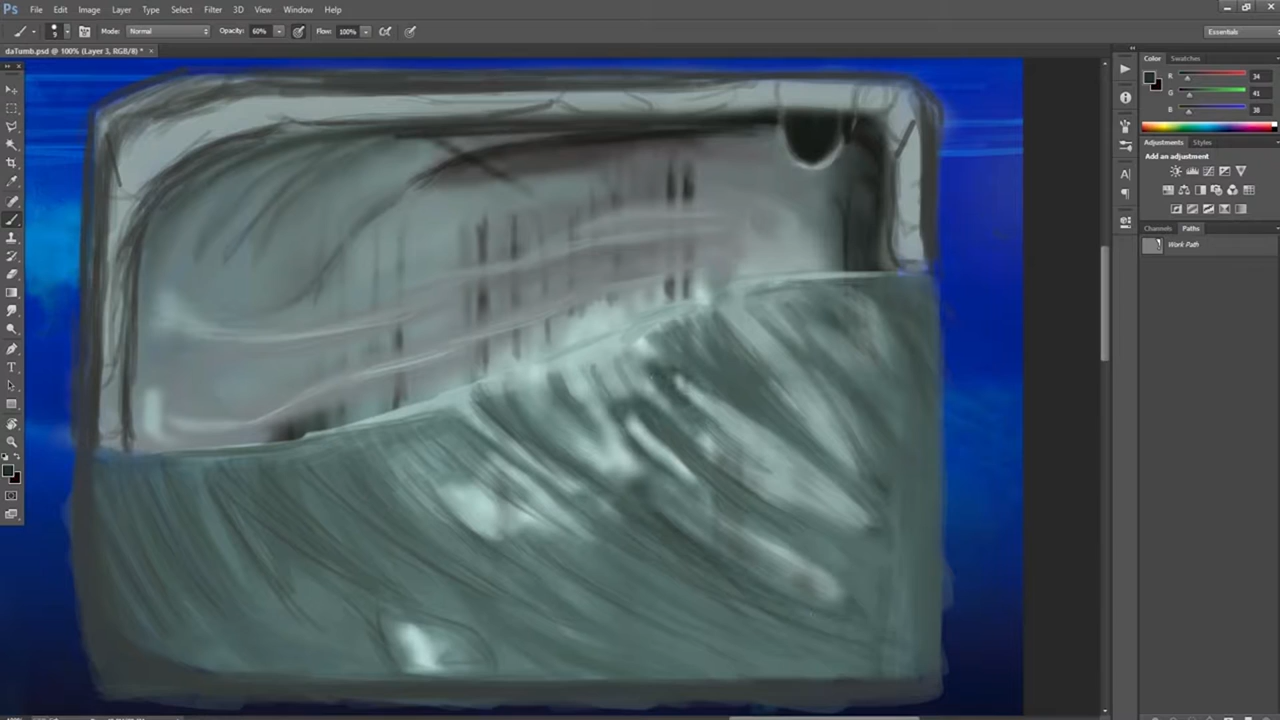 Ps File Edit Image Layer Type Select Filter 3D View Window Help
Mode: Normal Opacity: 60% Flow: 100% Essentials
daTumb.psd @ 100% (Layer 3, RGB/8) * ×
Color Swatches
R 34
G 41
B 38
Adjustments Styles
Add an adjustment
Channels Paths
Work Path